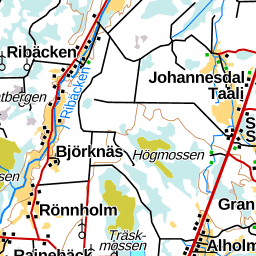 Ribäcken
Ribäcken
Johannesdal
Taali
Björknäs
Högmossen
Rönnholm
Gran
Träsk-
mossen
Alholm